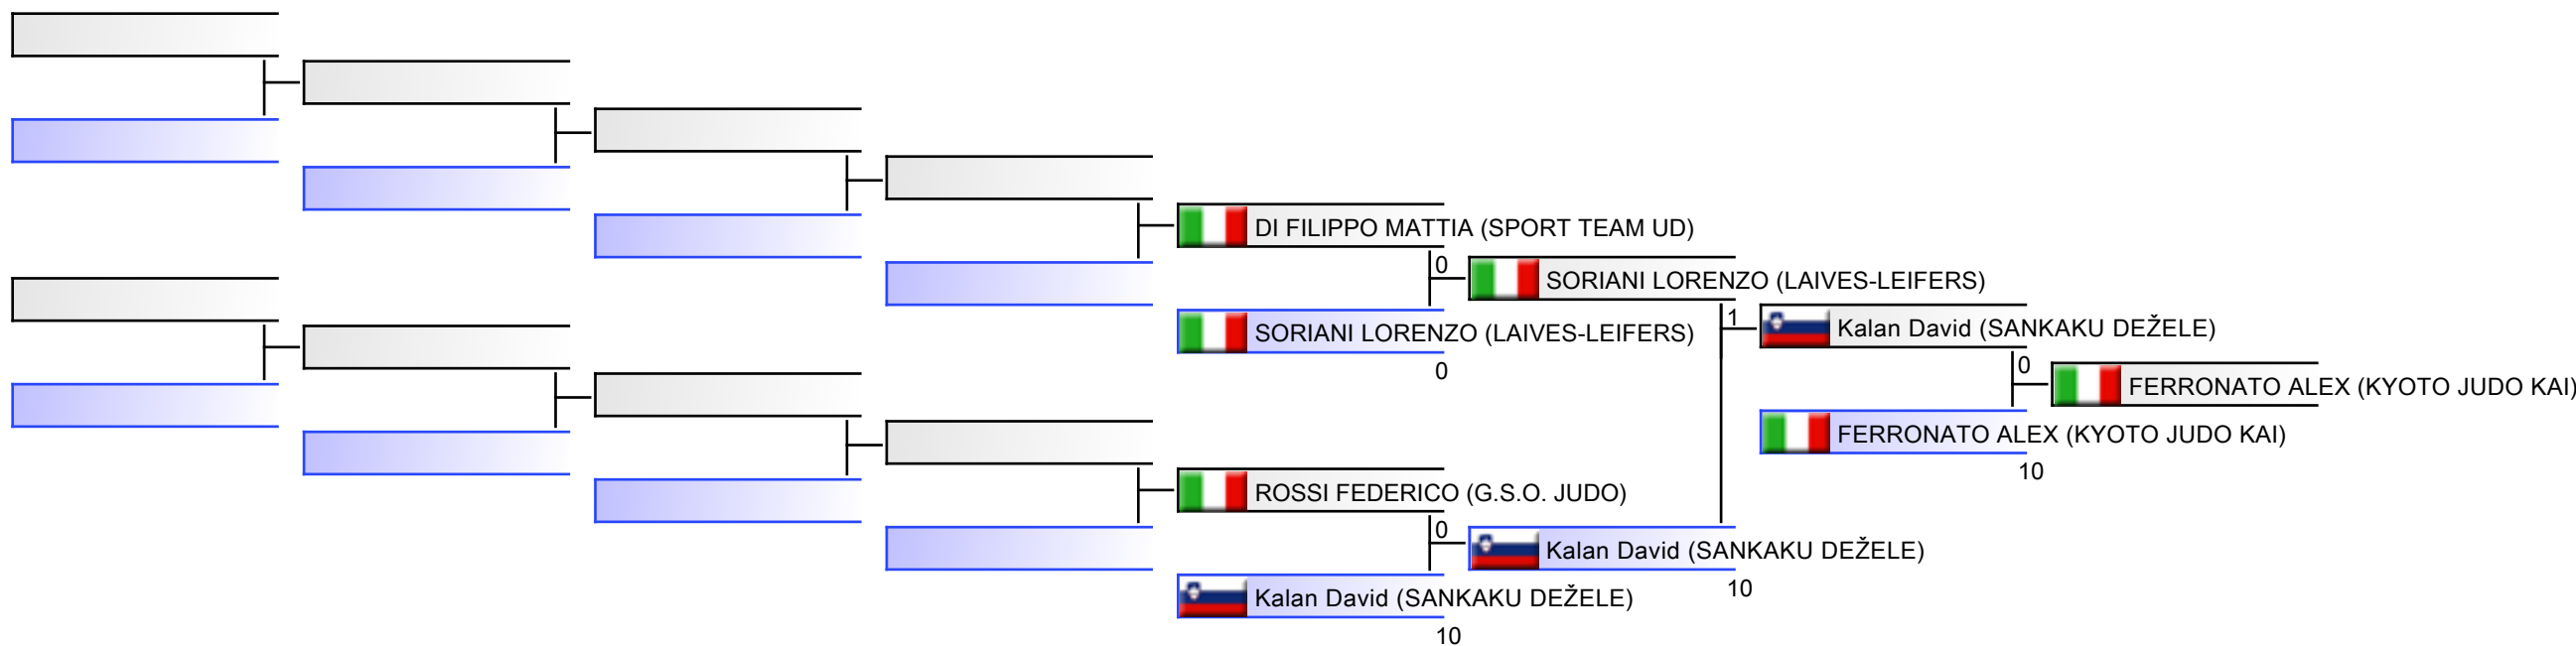 DI FILIPPO MATTIA (SPORT TEAM UD)
0
SORIANI LORENZO (LAIVES-LEIFERS)
SORIANI LORENZO (LAIVES-LEIFERS)
0
1
Kalan David (SANKAKU DEŽELE)
0
FERRONATO ALEX (KYOTO JUDO KAI)
FERRONATO ALEX (KYOTO JUDO KAI)
10
ROSSI FEDERICO (G.S.O. JUDO)
0
Kalan David (SANKAKU DEŽELE)
10
Kalan David (SANKAKU DEŽELE)
10